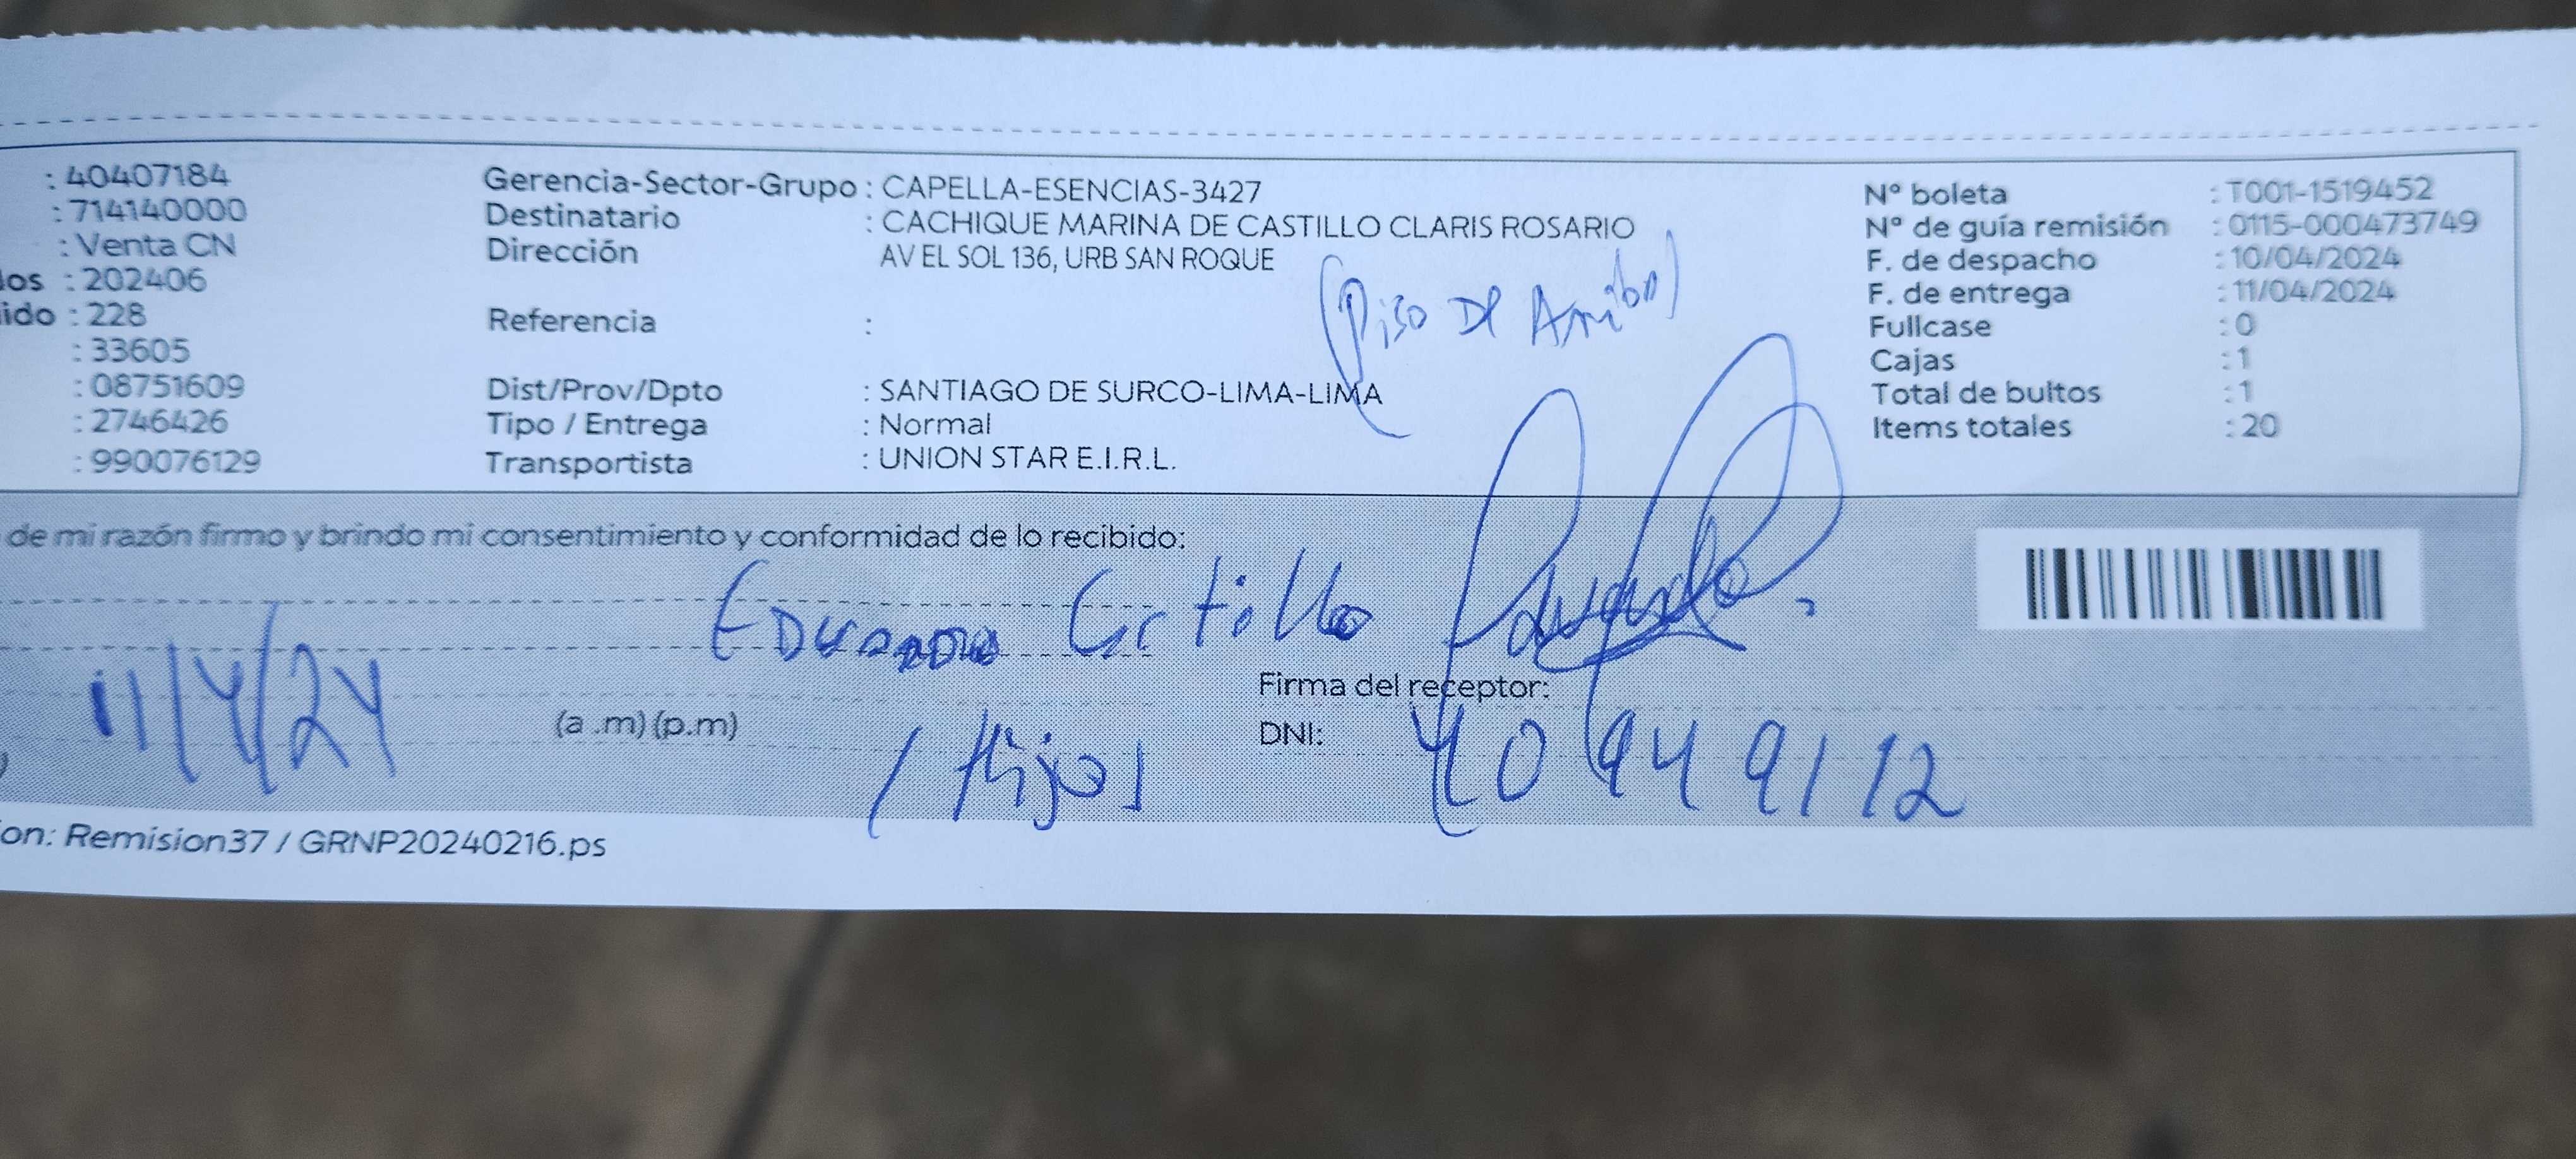 : 40407184
: 714140000
: Venta CN
los : 202406
ido : 228
: 33605
: 08751609
: 2746426
: 990076129
Gerencia-Sector-Grupo : CAPELLA-ESENCIAS-3427
Destinatario : CACHIQUE MARINA DE CASTILLO CLARIS ROSARIO
Dirección AV EL SOL 136, URB SAN ROQUE
Referencia :
(Piso De Arriba)
Dist/Prov/Dpto : SANTIAGO DE SURCO-LIMA-LIMA
Tipo / Entrega : Normal
Transportista : UNION STAR E.I.R.L.
Nº boleta : T001-1519452
Nº de guía remisión : 0115-000473749
F. de despacho : 10/04/2024
F. de entrega : 11/04/2024
Fullcase : 0
Cajas : 1
Total de bultos : 1
Items totales : 20
de mi razón firmo y brindo mi consentimiento y conformidad de lo recibido:
11/4/24
(a .m) (p.m)
/ Hijo
Firma del receptor:
DNI:
on: Remision37 / GRNP20240216.ps